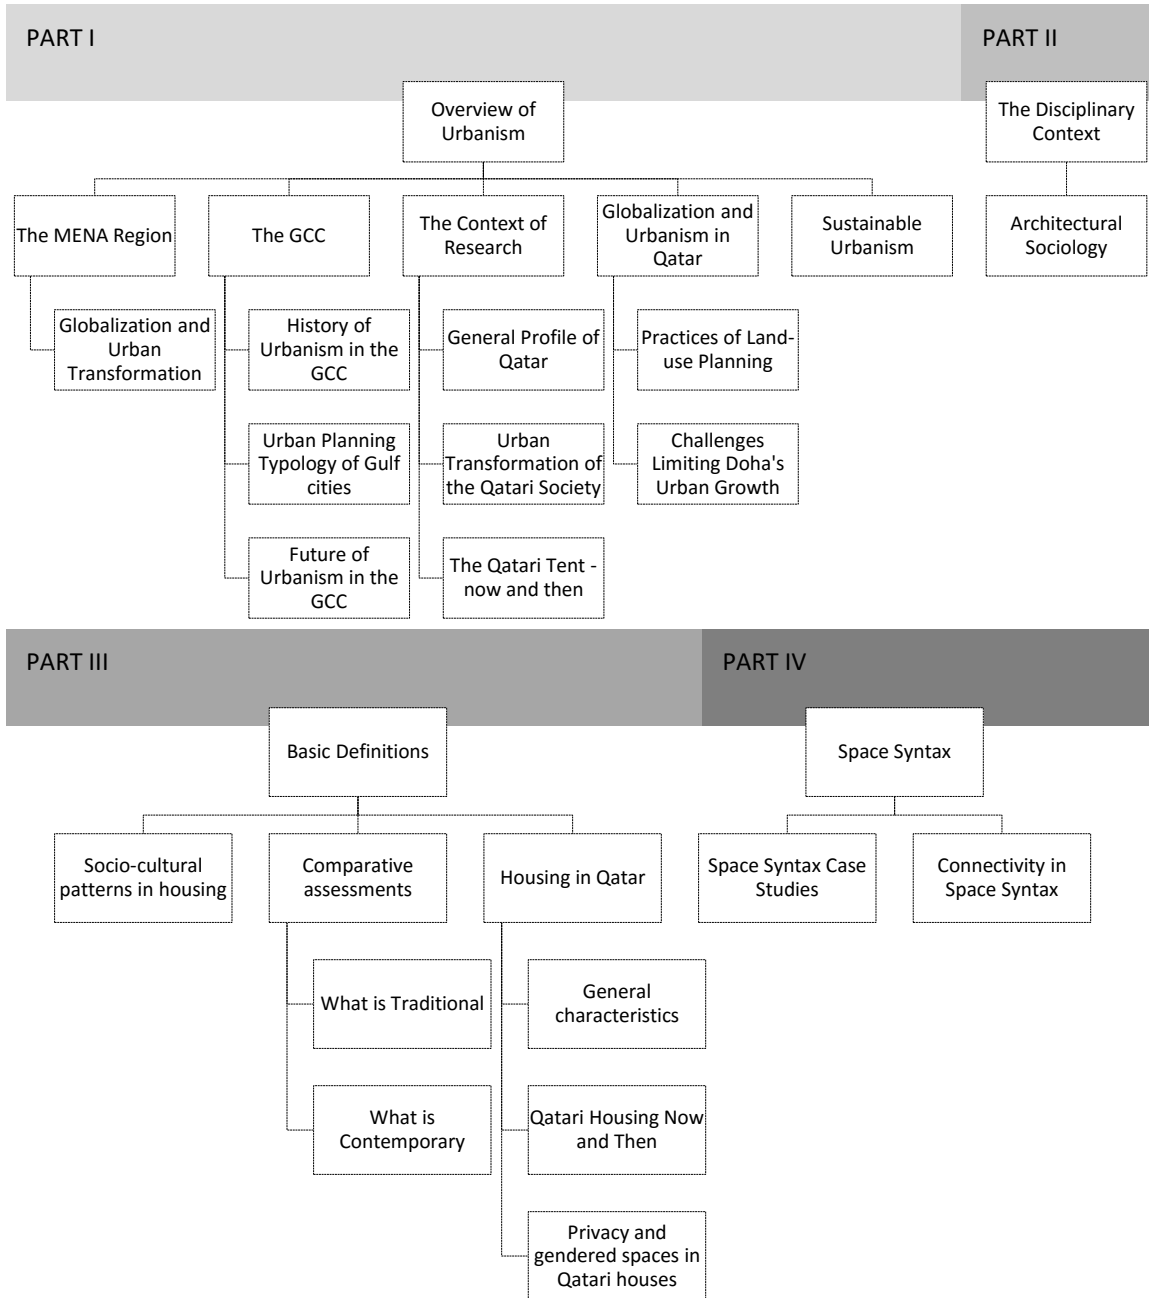 PART I
PART II
Overview of
Urbanism
The Disciplinary
Context
The MENA Region
The GCC
The Context of
Research
Globalization and
Urbanism in
Qatar
Sustainable
Urbanism
Architectural
Sociology
Globalization and
Urban
Transformation
History of
Urbanism in the
GCC
General Profile of
Qatar
Practices of Land-
use Planning
Urban Planning
Typology of Gulf
cities
Urban
Transformation of
the Qatari Society
Challenges
Limiting Doha's
Urban Growth
Future of
Urbanism in the
GCC
The Qatari Tent -
now and then
PART III
PART IV
Basic Definitions
Space Syntax
Socio-cultural
patterns in housing
Comparative
assessments
Housing in Qatar
Space Syntax Case
Studies
Connectivity in
Space Syntax
What is Traditional
General
characteristics
What is
Contemporary
Qatari Housing Now
and Then
Privacy and
gendered spaces in
Qatari houses